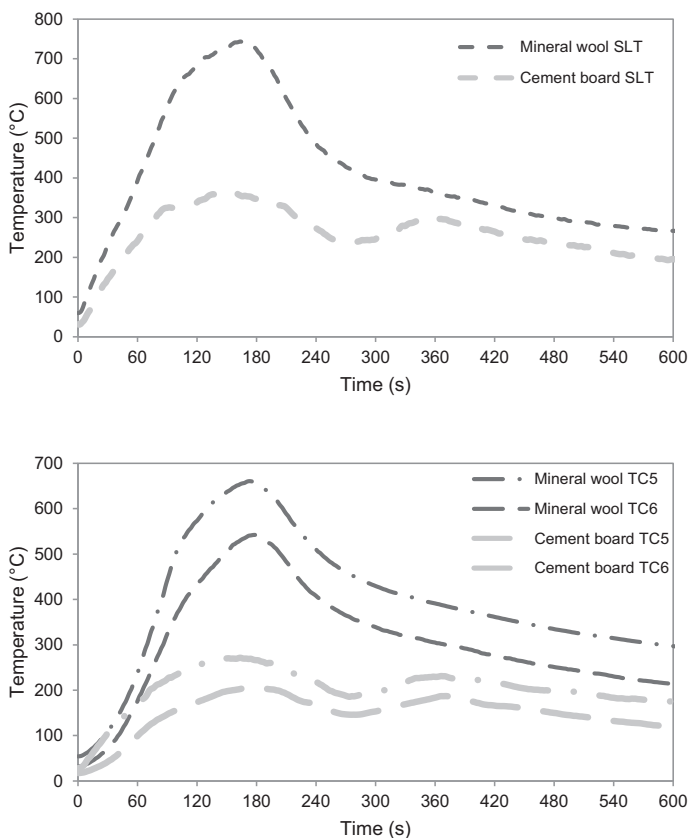 800
700
600
500
400
300
200
100
0
Temperature (°C)
Mineral wool SLT
Cement board SLT
0 60 120 180 240 300 360 420 480 540 600
Time (s)
700
600
500
400
300
200
100
0
Temperature (°C)
Mineral wool TC5
Mineral wool TC6
Cement board TC5
Cement board TC6
0 60 120 180 240 300 360 420 480 540 600
Time (s)